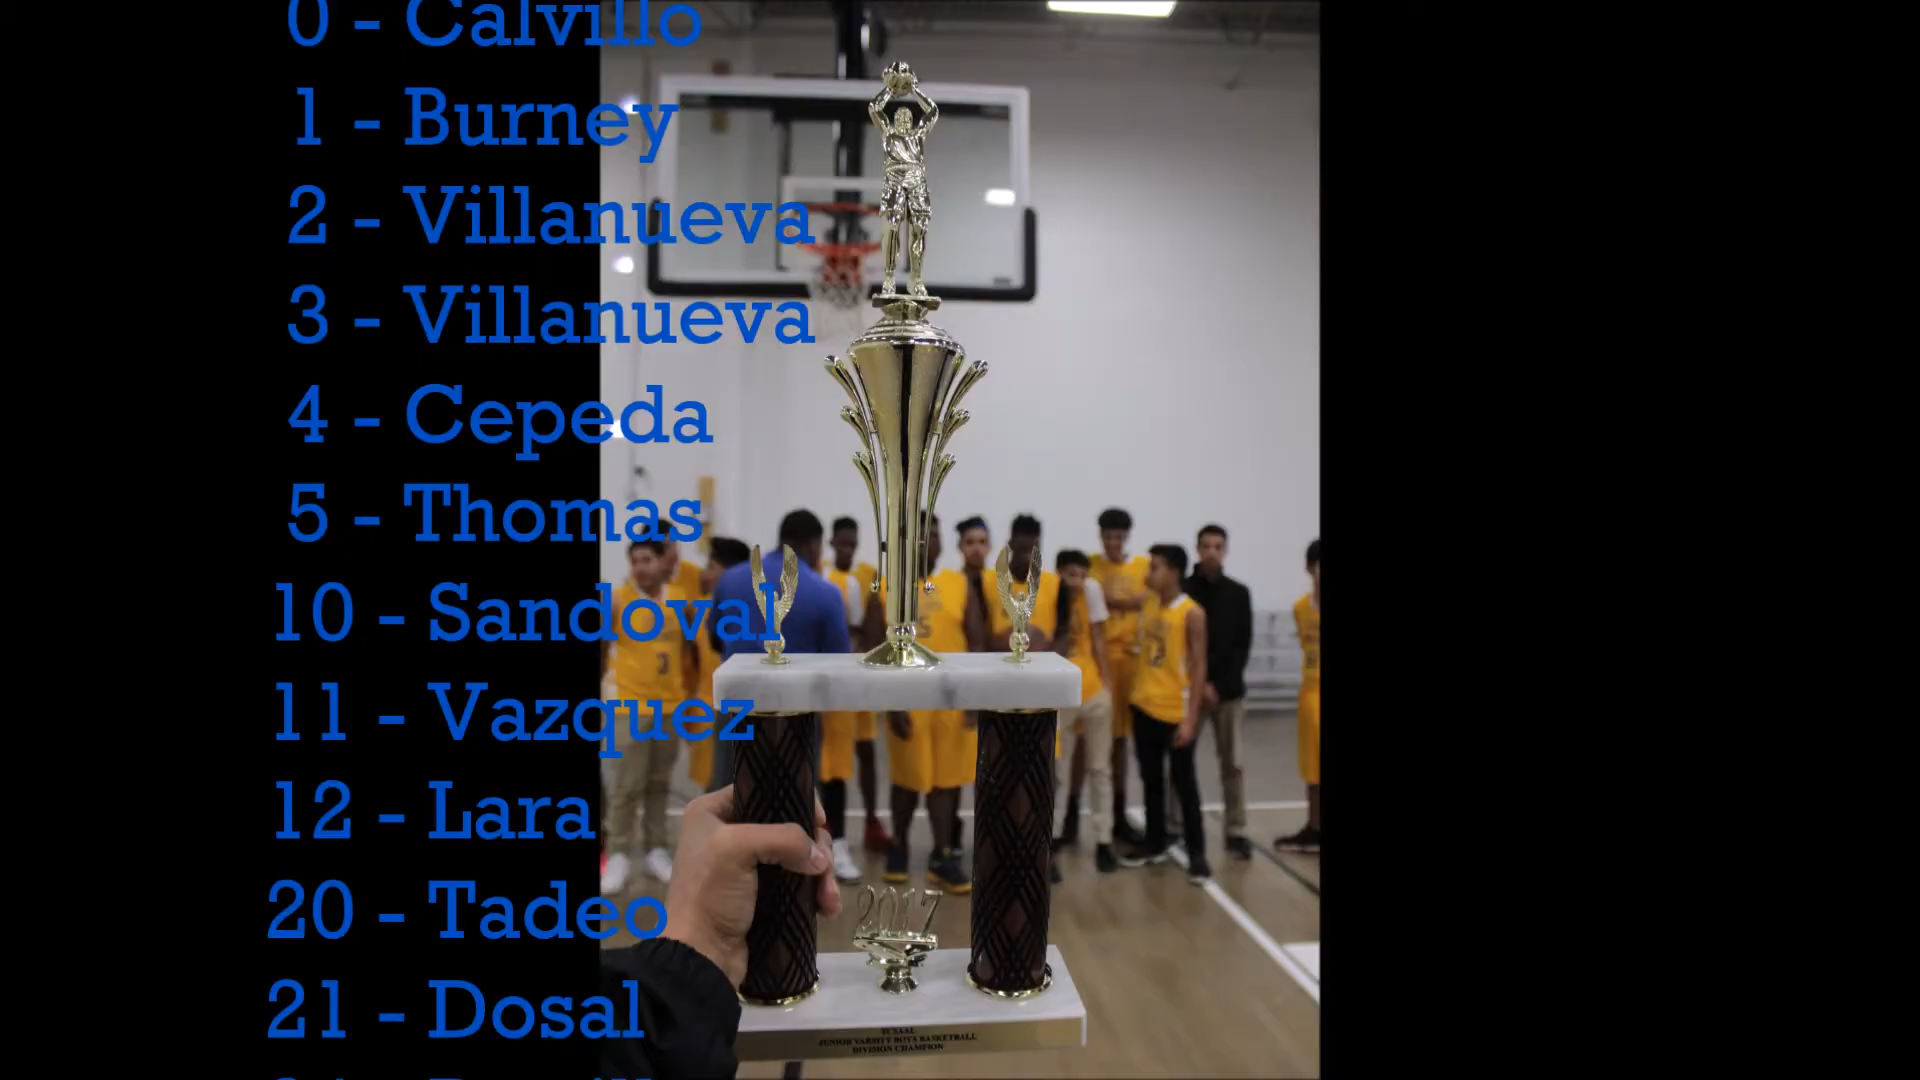 0 - Calvillo
1 - Burney
2 - Villanueva
3 - Villanueva
4 - Cepeda
5 - Thomas
10 - Sandoval
11 - Vazquez
12 - Lara
20 - Tadeo
21 - Dosal
2017
JUNIOR VARSITY BOYS BASKETBALL
DIVISION CHAMPION